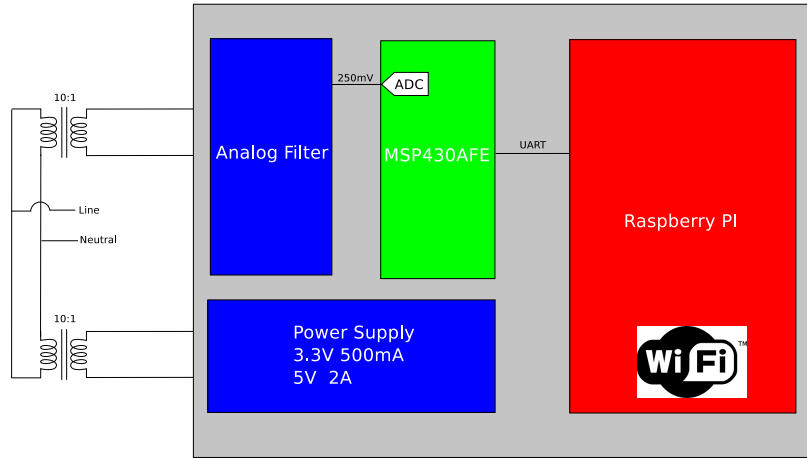 10:1
250mV
ADC
Analog Filter
MSP430AFE
UART
Line
Neutral
Raspberry PI
10:1
Power Supply
3.3V 500mA
5V 2A
Wi Fi TM